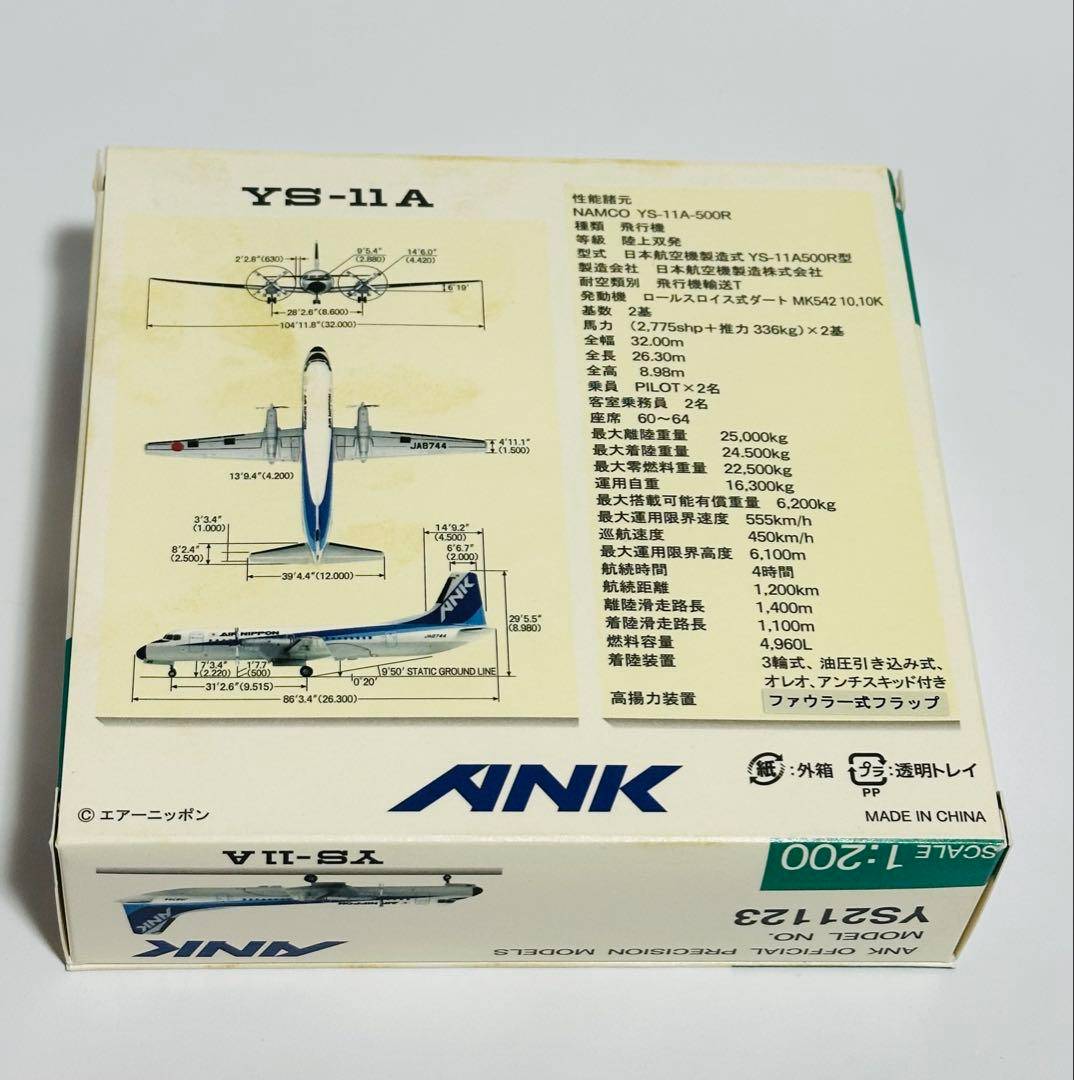 YS-11A
2'2.8"(630)
9'5.4"
(2.880)
14'6.0"
(4.420)
6°19'
28'2.6"(8.600)
104'11.8"(32.000)
JA8744
4'11.1"
(1.500)
13'9.4"(4.200)
3'3.4"
(1.000)
8'2.4"
(2.500)
39'4.4"(12.000)
14'9.2"
(4.500)
6'6.7"
(2.000)
ANK
AIR NIPPON
JA8744
29'5.5"
(8.980)
7'3.4"
(2.220)
1'7.7"
(500)
9°50' STATIC GROUND LINE
0°20'
31'2.6"(9.515)
86'3.4"(26.300)
性能諸元
NAMCO YS-11A-500R
種類 飛行機
等級 陸上双発
型式 日本航空機製造式 YS-11A500R型
製造会社 日本航空機製造株式会社
耐空類別 飛行機輸送T
発動機 ロールスロイス式ダート MK542 10,10K
基数 2基
馬力 (2,775shp+推力 336kg)×2基
全幅 32.00m
全長 26.30m
全高 8.98m
乗員 PILOT×2名
客室乗務員 2名
座席 60~64
最大離陸重量 25,000kg
最大着陸重量 24.500kg
最大零燃料重量 22,500kg
運用自重 16,300kg
最大搭載可能有償重量 6,200kg
最大運用限界速度 555km/h
巡航速度 450km/h
最大運用限界高度 6,100m
航続時間 4時間
航続距離 1,200km
離陸滑走路長 1,400m
着陸滑走路長 1,100m
燃料容量 4,960L
着陸装置 3輪式、油圧引き込み式、
オレオ、アンチスキッド付き
高揚力装置 ファウラー式フラップ
ANK
紙:外箱 プラ:透明トレイ
PP
© エアーニッポン
MADE IN CHINA
YS-11A
SCALE 1:200
ANK
MODEL NO.
YS21123
ANK
ANK OFFICIAL PRECISION MODELS